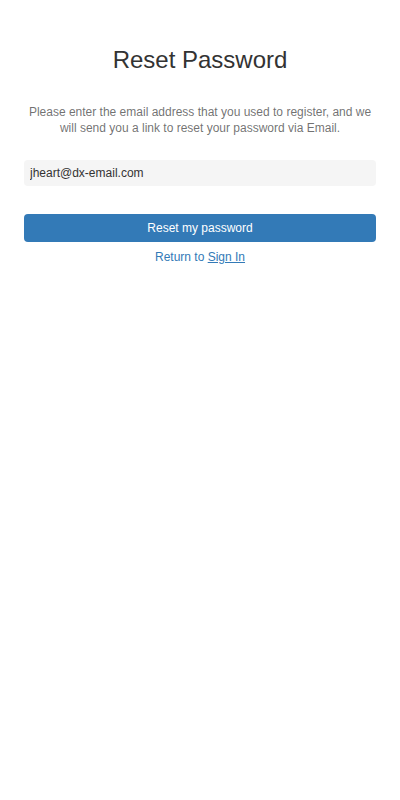 Reset Password
Please enter the email address that you used to register, and we
will send you a link to reset your password via Email.
jheart@dx-email.com
Reset my password
Return to Sign In